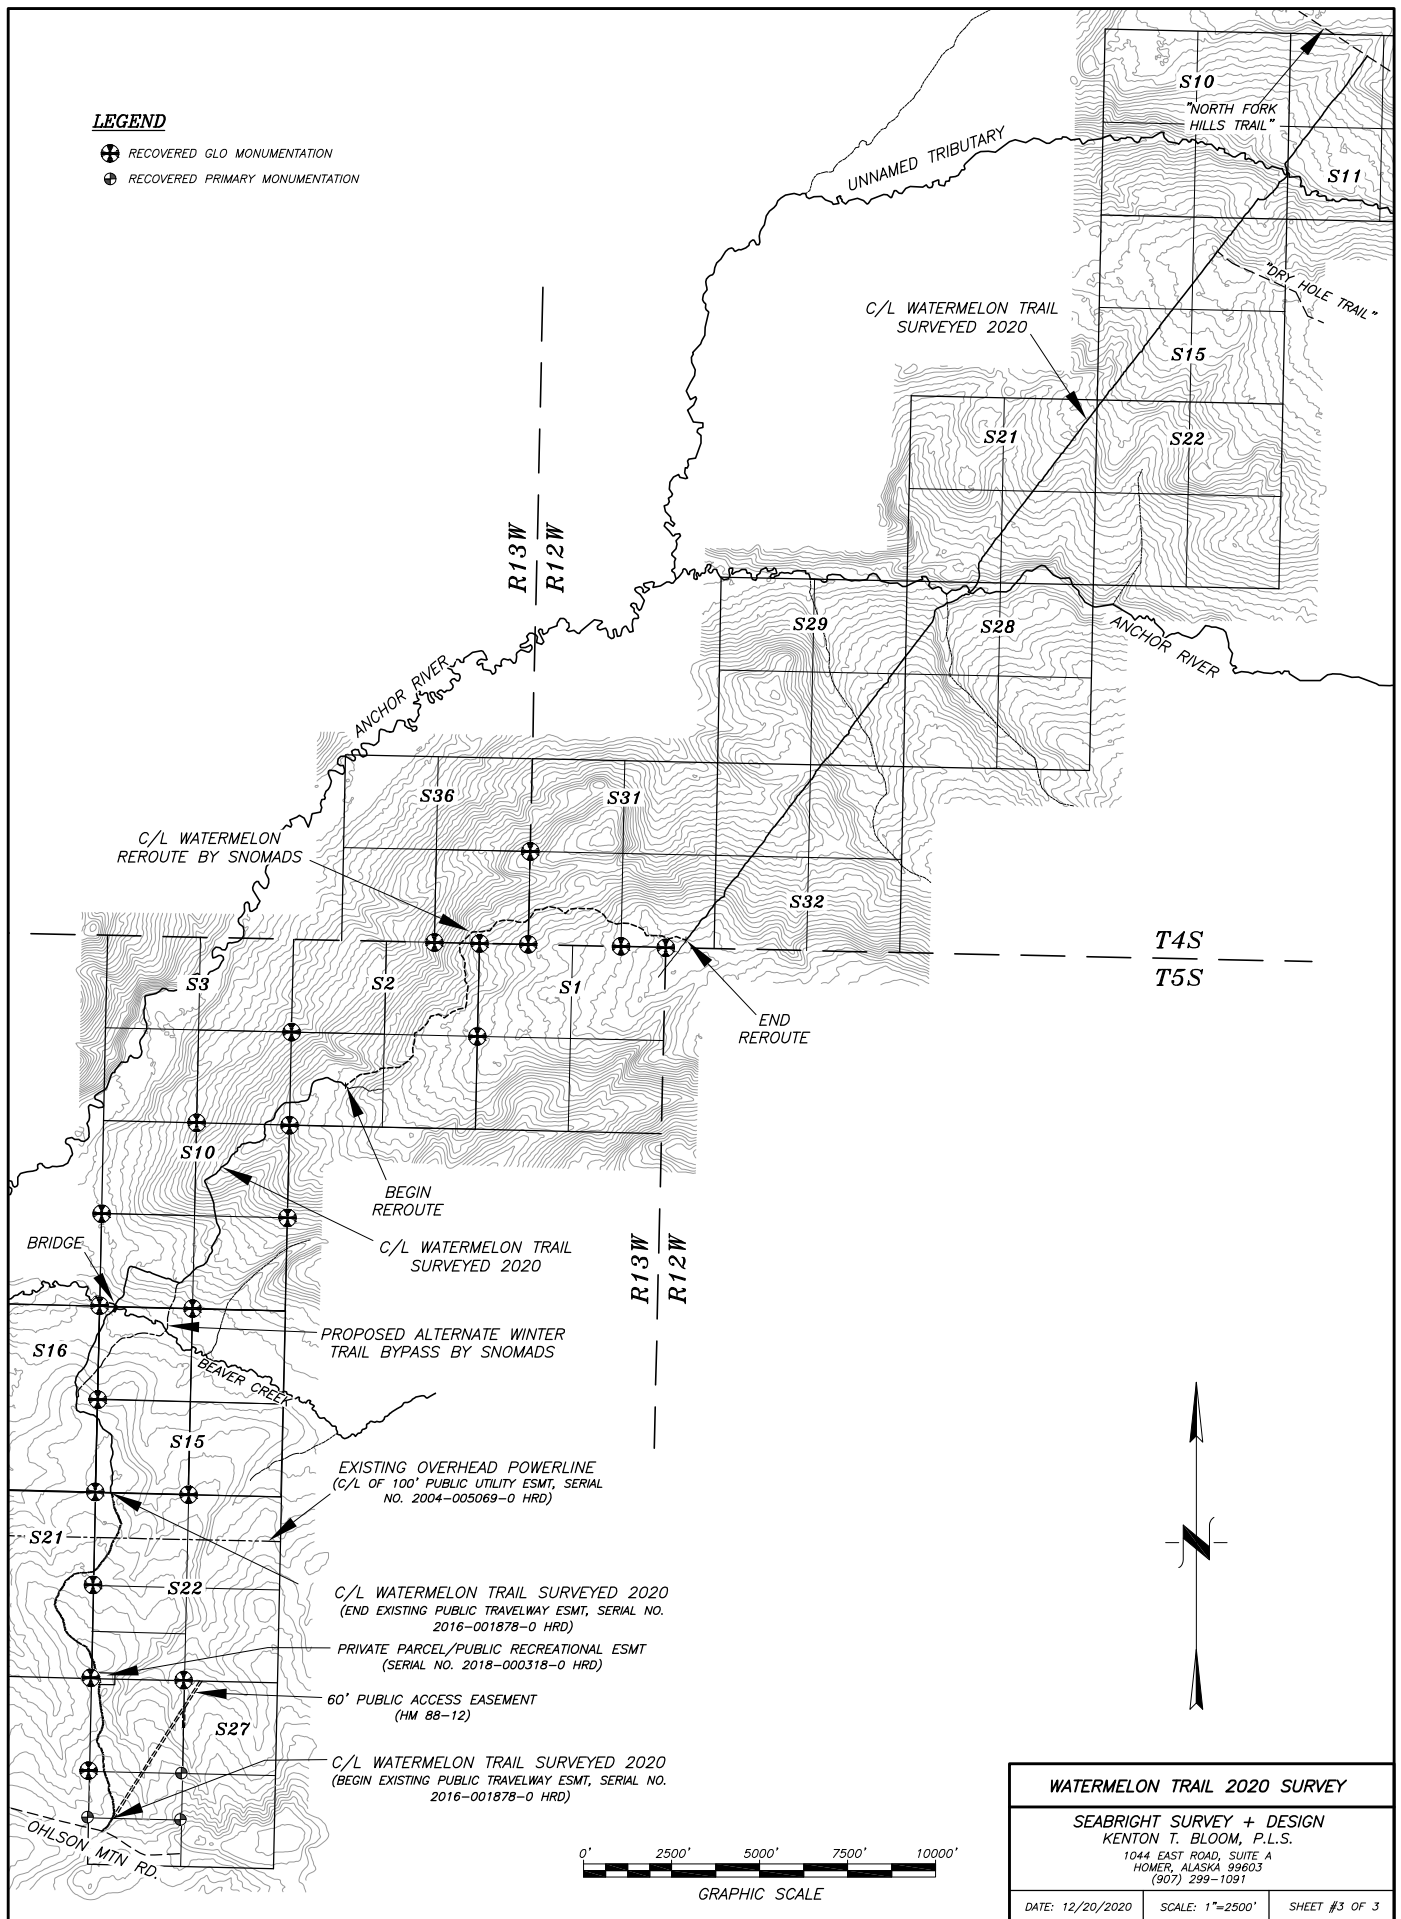 LEGEND
RECOVERED GLO MONUMENTATION
RECOVERED PRIMARY MONUMENTATION
S10
"NORTH FORK
HILLS TRAIL"
UNNAMED TRIBUTARY
S11
"DRY HOLE TRAIL"
C/L WATERMELON TRAIL
SURVEYED 2020
S15
S21
S22
R13W
R12W
S29
S28
ANCHOR RIVER
ANCHOR RIVER
S36
S31
C/L WATERMELON
REROUTE BY SNOMADS
S32
T4S
T5S
S3
S2
S1
END
REROUTE
S10
BEGIN
REROUTE
C/L WATERMELON TRAIL
SURVEYED 2020
BRIDGE
R13W
R12W
PROPOSED ALTERNATE WINTER
TRAIL BYPASS BY SNOMADS
S16
BEAVER CREEK
S15
EXISTING OVERHEAD POWERLINE
(C/L OF 100' PUBLIC UTILITY ESMT, SERIAL
NO. 2004-005069-0 HRD)
S21
S22
C/L WATERMELON TRAIL SURVEYED 2020
(END EXISTING PUBLIC TRAVELWAY ESMT, SERIAL NO.
2016-001878-0 HRD)
PRIVATE PARCEL/PUBLIC RECREATIONAL ESMT
(SERIAL NO. 2018-000318-0 HRD)
60' PUBLIC ACCESS EASEMENT
(HM 88-12)
S27
C/L WATERMELON TRAIL SURVEYED 2020
(BEGIN EXISTING PUBLIC TRAVELWAY ESMT, SERIAL NO.
2016-001878-0 HRD)
OHLSON MTN RD.
N
0' 2500' 5000' 7500' 10000'
GRAPHIC SCALE
WATERMELON TRAIL 2020 SURVEY
SEABRIGHT SURVEY + DESIGN
KENTON T. BLOOM, P.L.S.
1044 EAST ROAD, SUITE A
HOMER, ALASKA 99603
(907) 299-1091
DATE: 12/20/2020 SCALE: 1"=2500' SHEET #3 OF 3